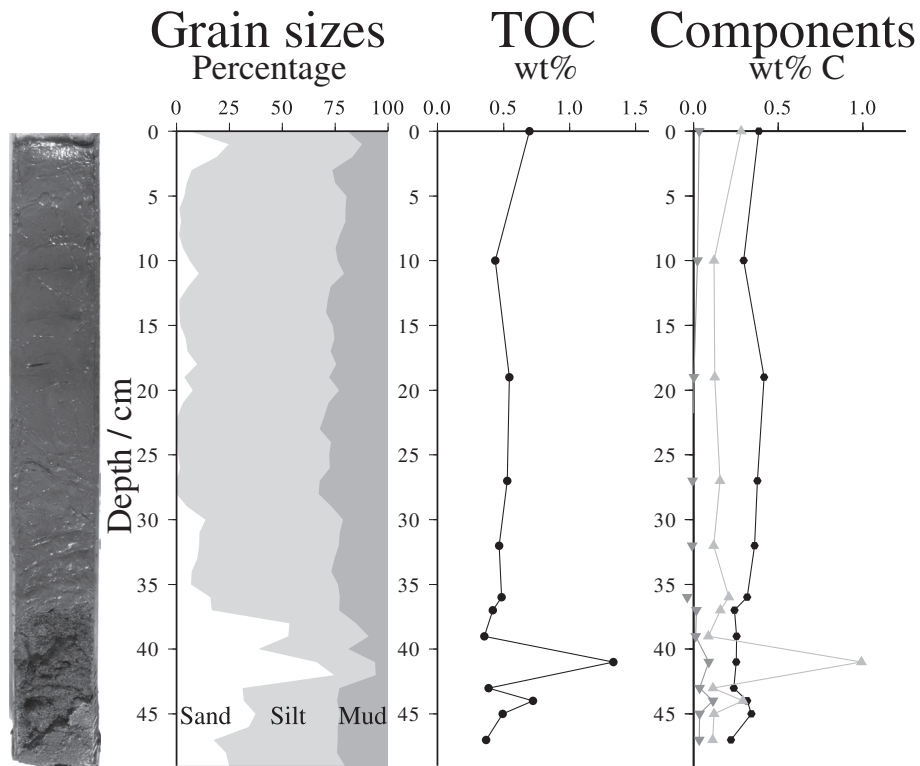 Grain sizes TOC Components
Percentage wt% wt% C
0 25 50 75 100 0.0 0.5 1.0 1.5 0.0 0.5 1.0
0 0 0
5 5 5
10 10 10
15 15 15
20 20 20
25 25 25
30 30 30
35 35 35
40 40 40
45 45 45
Depth / cm
Sand Silt Mud